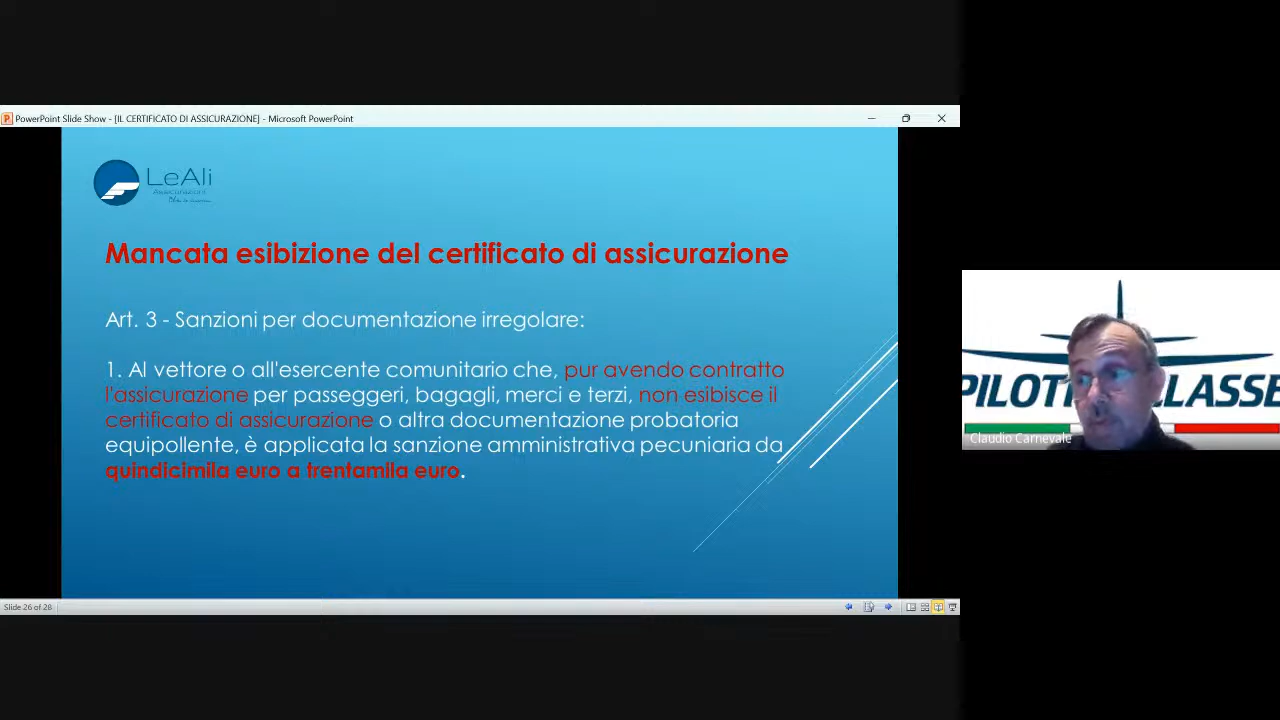 PowerPoint Slide Show - [IL CERTIFICATO DI ASSICURAZIONE] - Microsoft PowerPoint
LeAli
Assicurazioni
Mancata esibizione del certificato di assicurazione
Art. 3 - Sanzioni per documentazione irregolare:
1. Al vettore o all'esercente comunitario che, pur avendo contratto
l'assicurazione per passeggeri, bagagli, merci e terzi, non esibisce il
certificato di assicurazione o altra documentazione probatoria
equipollente, è applicata la sanzione amministrativa pecuniaria da
quindicimila euro a trentamila euro.
Slide 26 of 28
PILOTI CLASSE
Claudio Carnevale